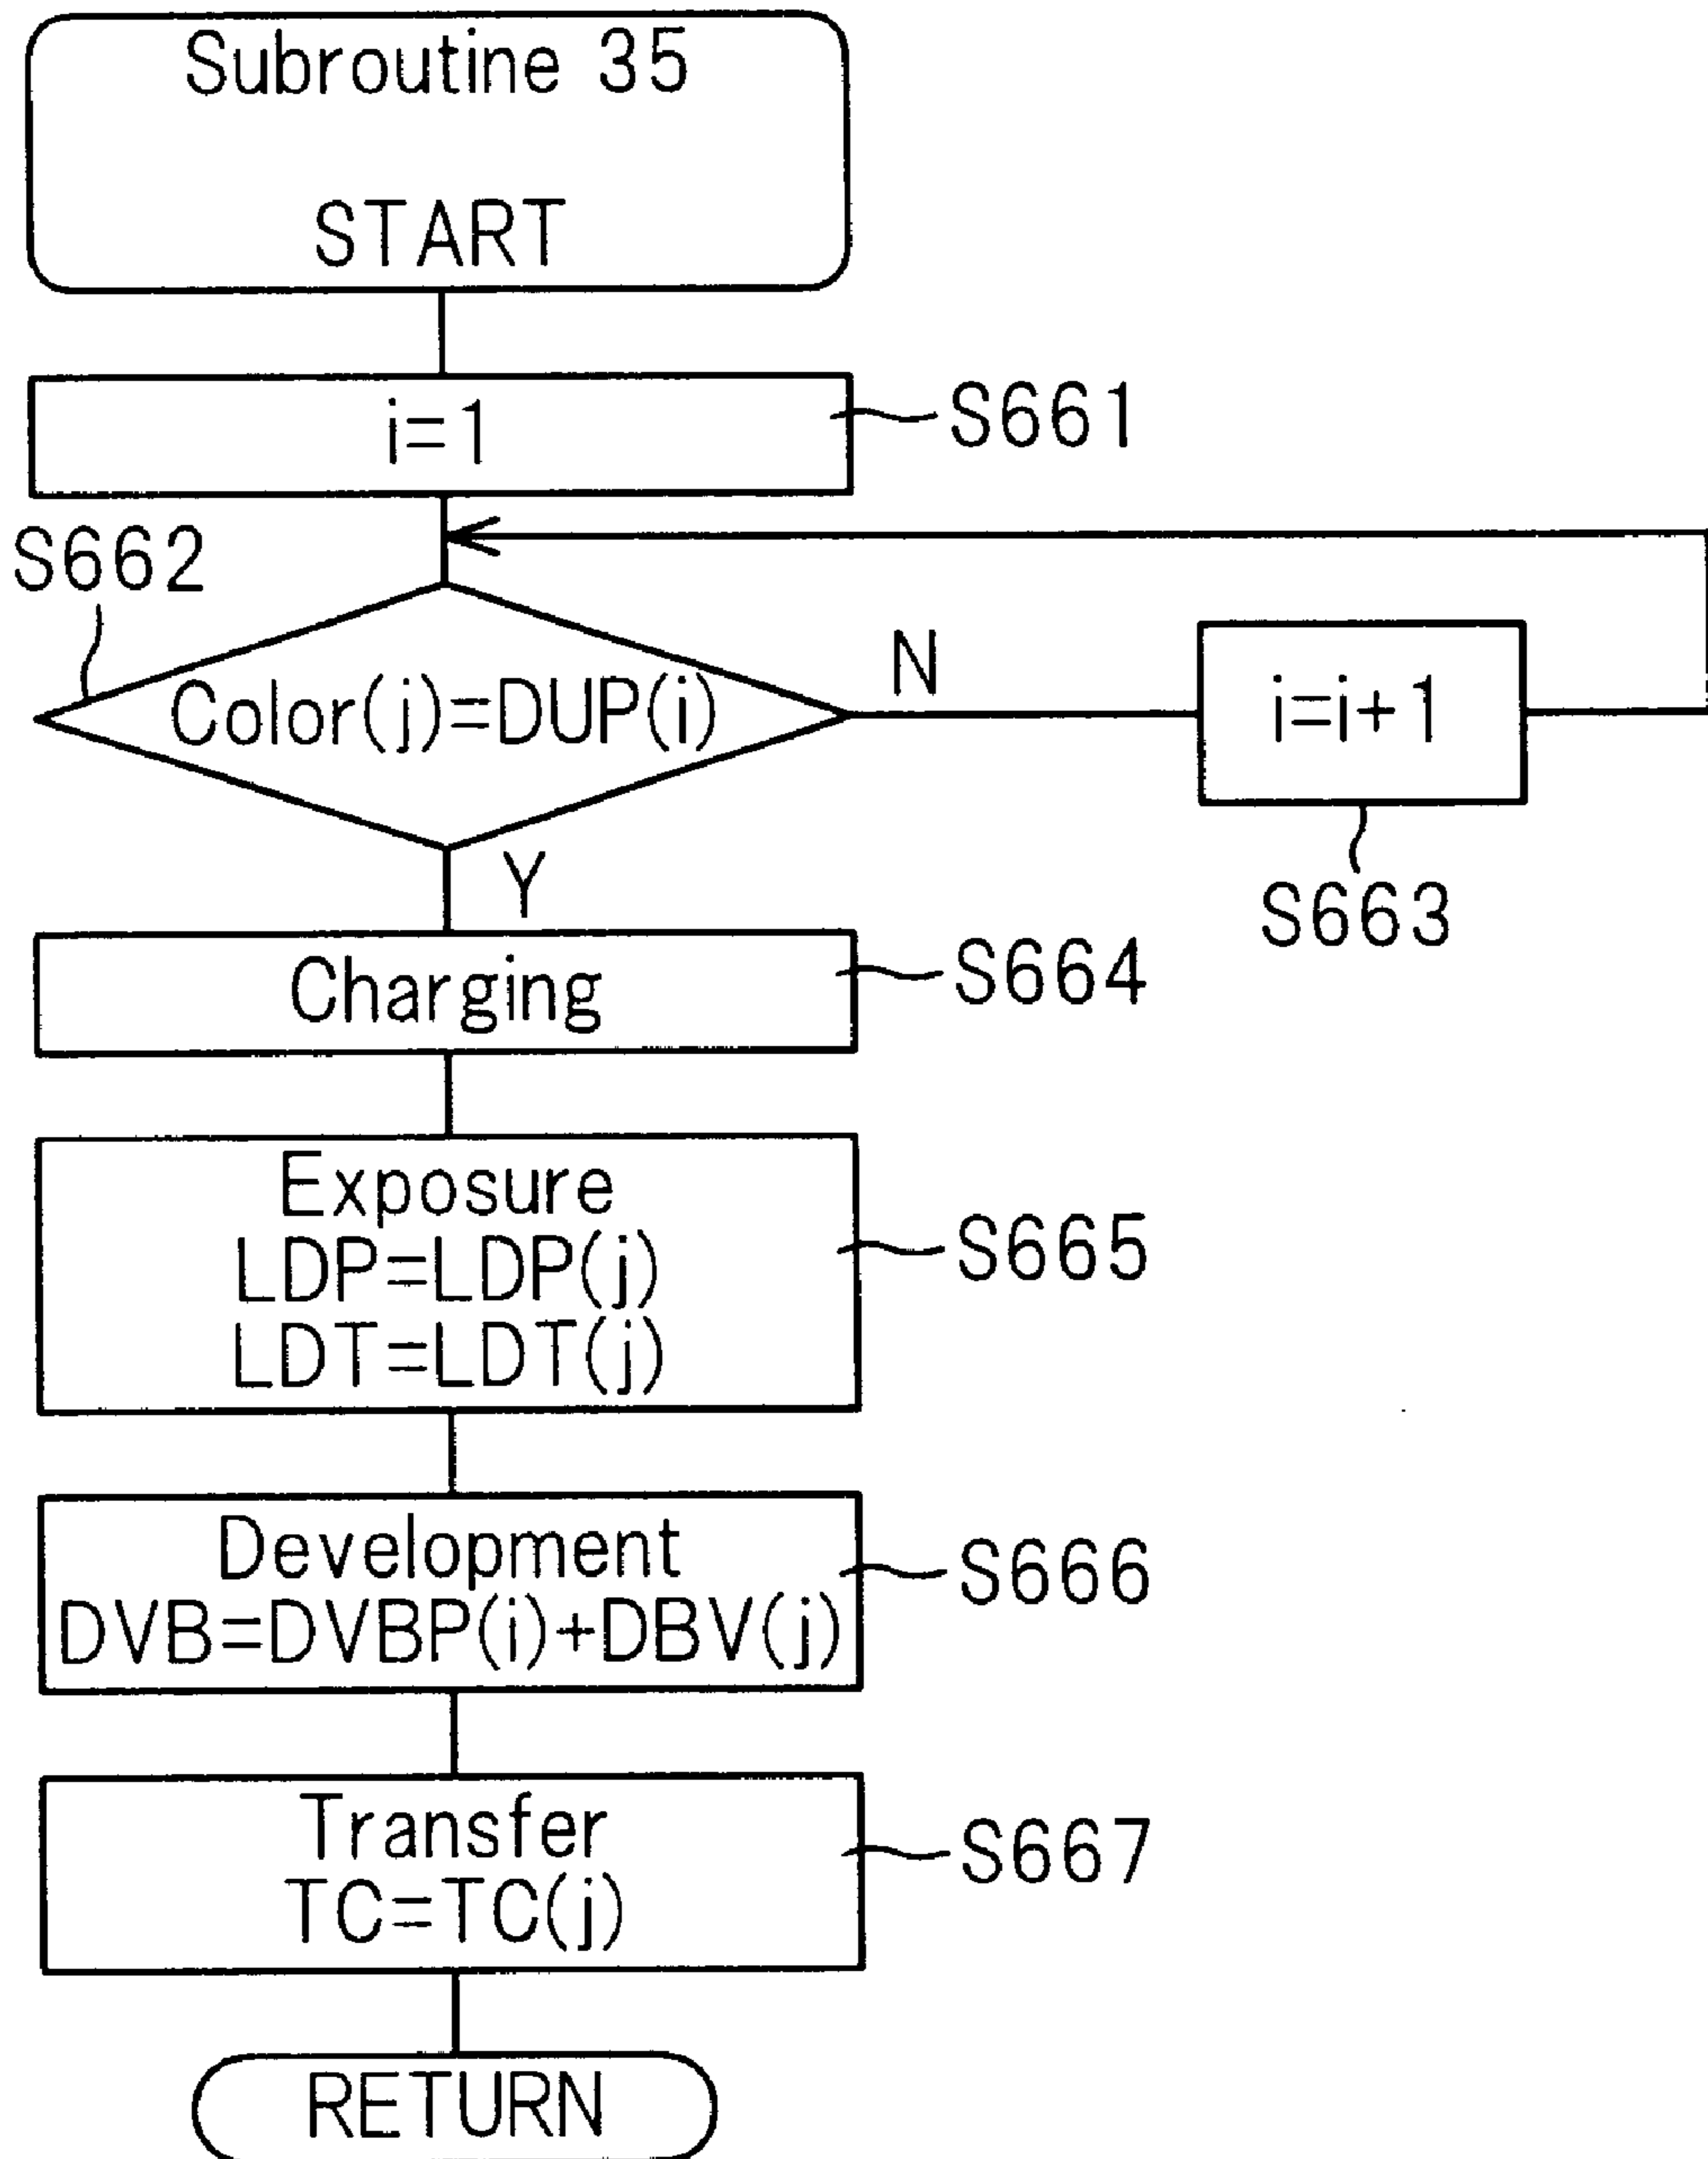 Subroutine 35
START
i=1
S661
S662
Color(j)=DUP(i)
N
i=i+1
S663
Y
Charging
S664
Exposure
LDP=LDP(j)
LDT=LDT(j)
S665
Development
DVB=DVBP(i)+DBV(j)
S666
Transfer
TC=TC(j)
S667
RETURN